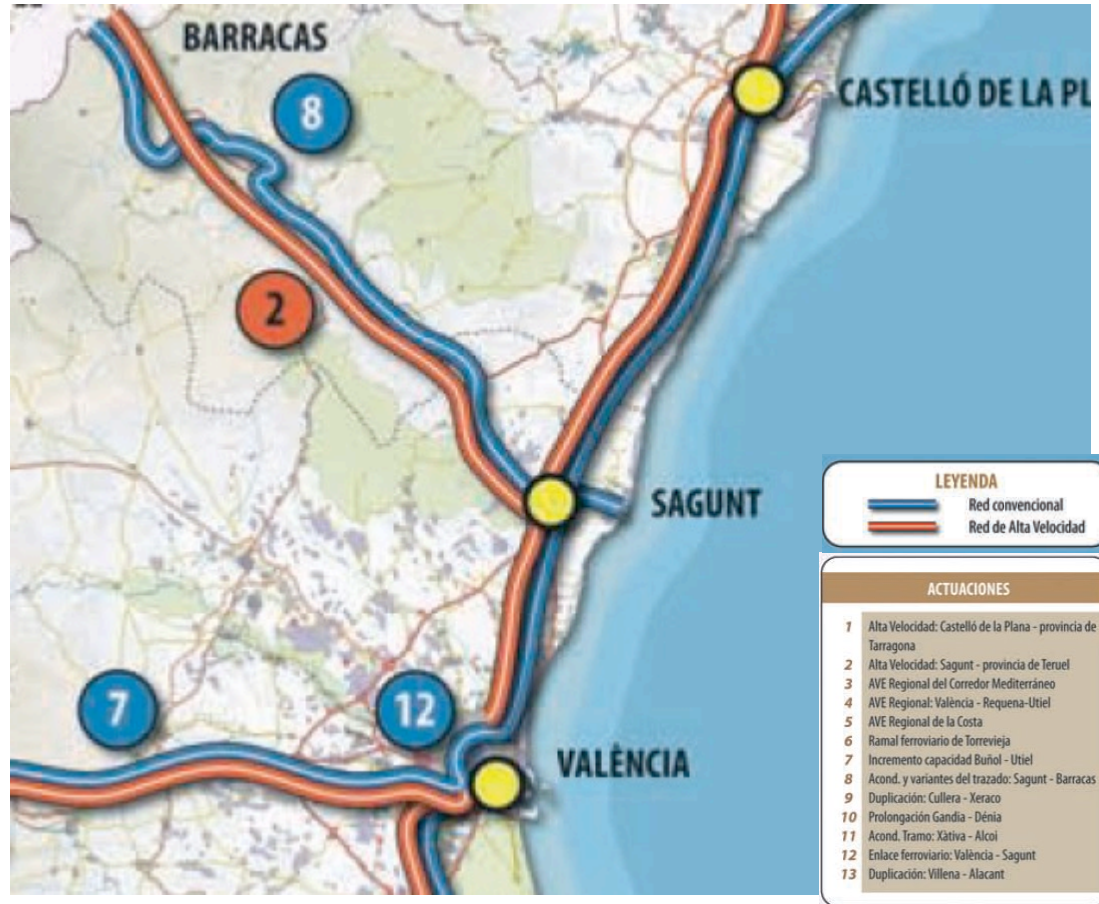 BARRACAS
8
CASTELLÓ DE LA PL
2
SAGUNT
LEYENDA
Red convencional
Red de Alta Velocidad
7
12
VALÈNCIA
ACTUACIONES
1 Alta Velocidad: Castelló de la Plana - provincia de
Tarragona
2 Alta Velocidad: Sagunt - provincia de Teruel
3 AVE Regional del Corredor Mediterráneo
4 AVE Regional: València - Requena-Utiel
5 AVE Regional de la Costa
6 Ramal ferroviario de Torrevieja
7 Incremento capacidad Buñol - Utiel
8 Acond. y variantes del trazado: Sagunt - Barracas
9 Duplicación: Cullera - Xeraco
10 Prolongación Gandia - Dénia
11 Acond. Tramo: Xàtiva - Alcoi
12 Enlace ferroviario: València - Sagunt
13 Duplicación: Villena - Alacant